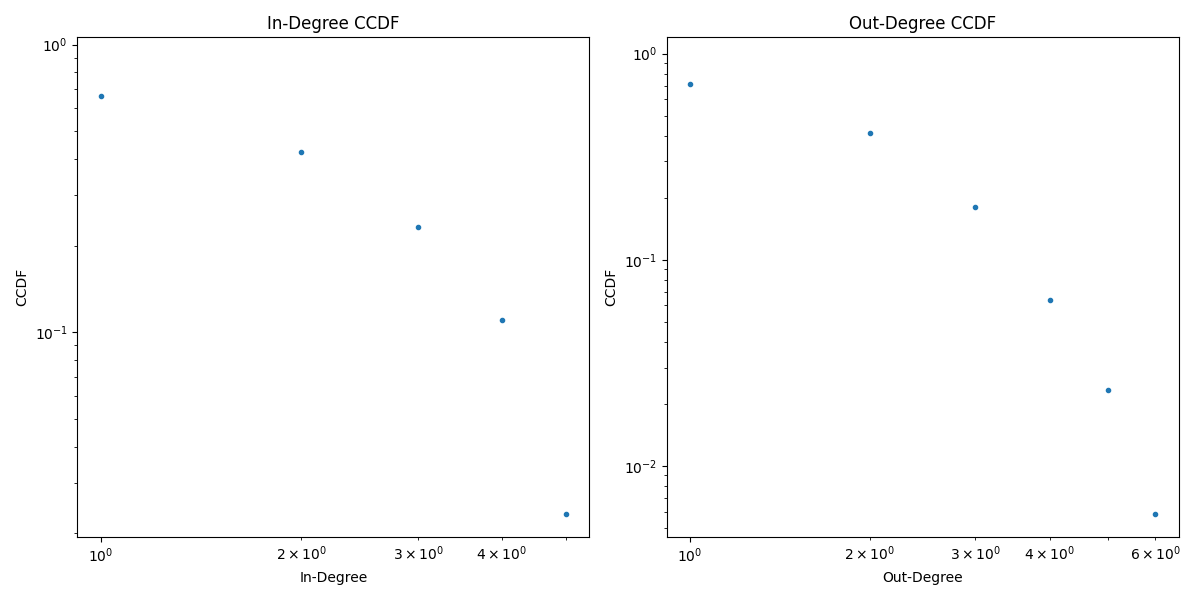 In-Degree CCDF
10⁰
10⁻¹
CCDF
10⁰
2 × 10⁰
3 × 10⁰
4 × 10⁰
In-Degree
Out-Degree CCDF
10⁰
10⁻¹
10⁻²
CCDF
10⁰
2 × 10⁰
3 × 10⁰
4 × 10⁰
6 × 10⁰
Out-Degree